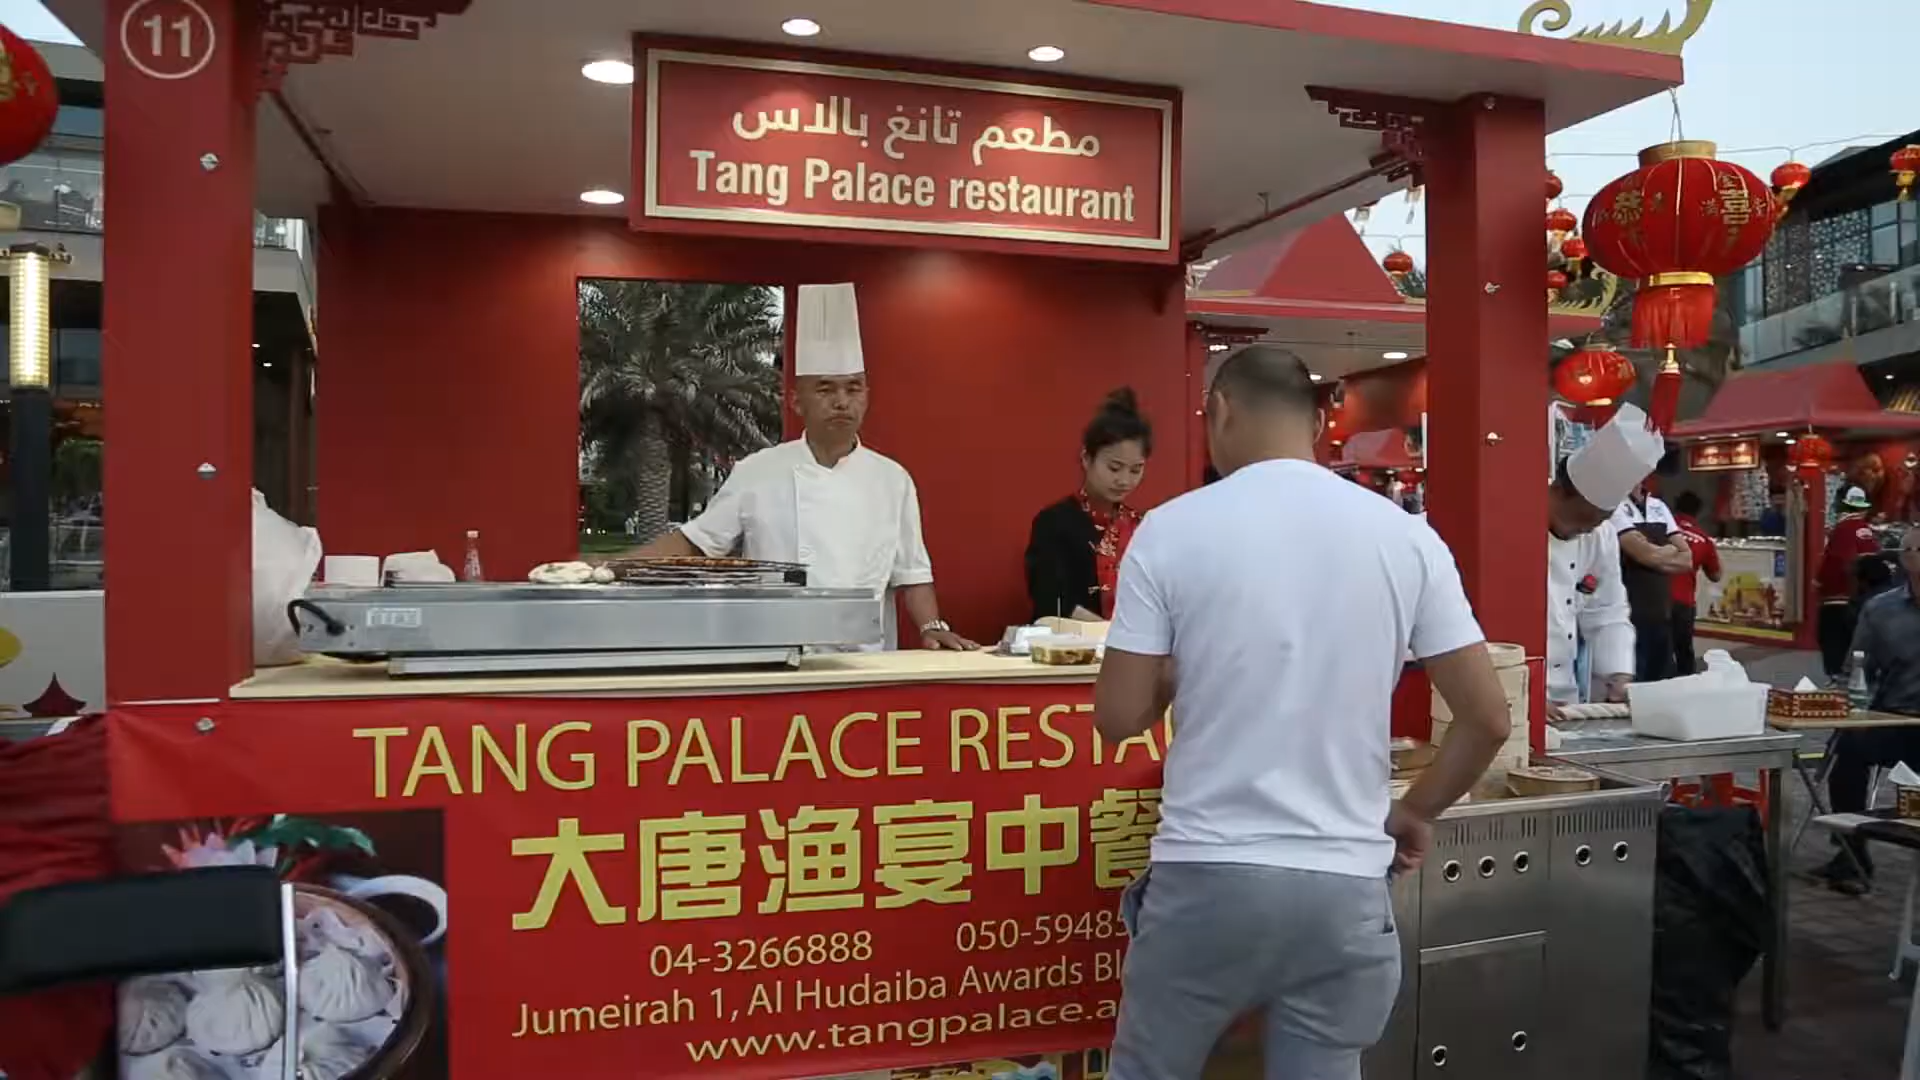 11
مطعم تانغ بالاس
Tang Palace restaurant
TANG PALACE RESTAU
大唐渔宴中餐
04-3266888 050-59485
Jumeirah 1, Al Hudaiba Awards Bl
www.tangpalace.a